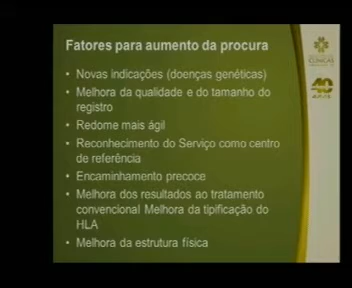 Fatores para aumento da procura
• Novas indicações (doenças genéticas)
• Melhora da qualidade e do tamanho do
registro
• Redome mais ágil
• Reconhecimento do Serviço como centro
de referência
• Encaminhamento precoce
• Melhora dos resultados ao tratamento
convencional Melhora da tipificação do
HLA
• Melhora da estrutura física
CLÍNICAS
40